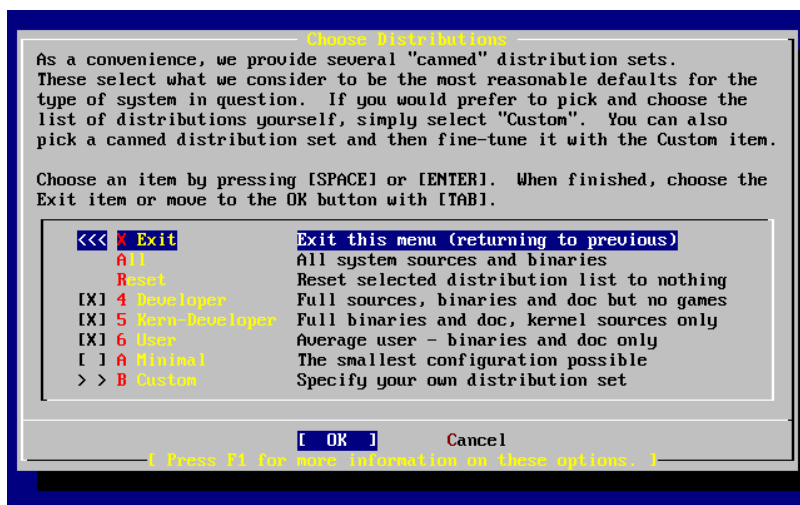 Choose Distributions
As a convenience, we provide several "canned" distribution sets.
These select what we consider to be the most reasonable defaults for the
type of system in question.  If you would prefer to pick and choose the
list of distributions yourself, simply select "Custom".  You can also
pick a canned distribution set and then fine-tune it with the Custom item.
Choose an item by pressing [SPACE] or [ENTER].  When finished, choose the
Exit item or move to the OK button with [TAB].
<<< X Exit Exit this menu (returning to previous)
All All system sources and binaries
Reset Reset selected distribution list to nothing
[X] 4 Developer Full sources, binaries and doc but no games
[X] 5 Kern-Developer Full binaries and doc, kernel sources only
[X] 6 User Average user - binaries and doc only
[ ] A Minimal The smallest configuration possible
> > B Custom Specify your own distribution set
[ OK ] Cancel
[ Press F1 for more information on these options. ]